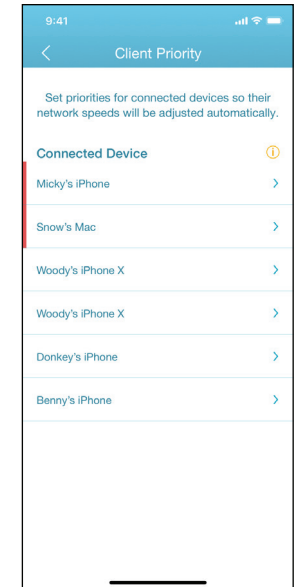 9:41
Client Priority
Set priorities for connected devices so their
network speeds will be adjusted automatically.
Connected Device
Micky's iPhone
Snow's Mac
Woody's iPhone X
Woody's iPhone X
Donkey's iPhone
Benny's iPhone